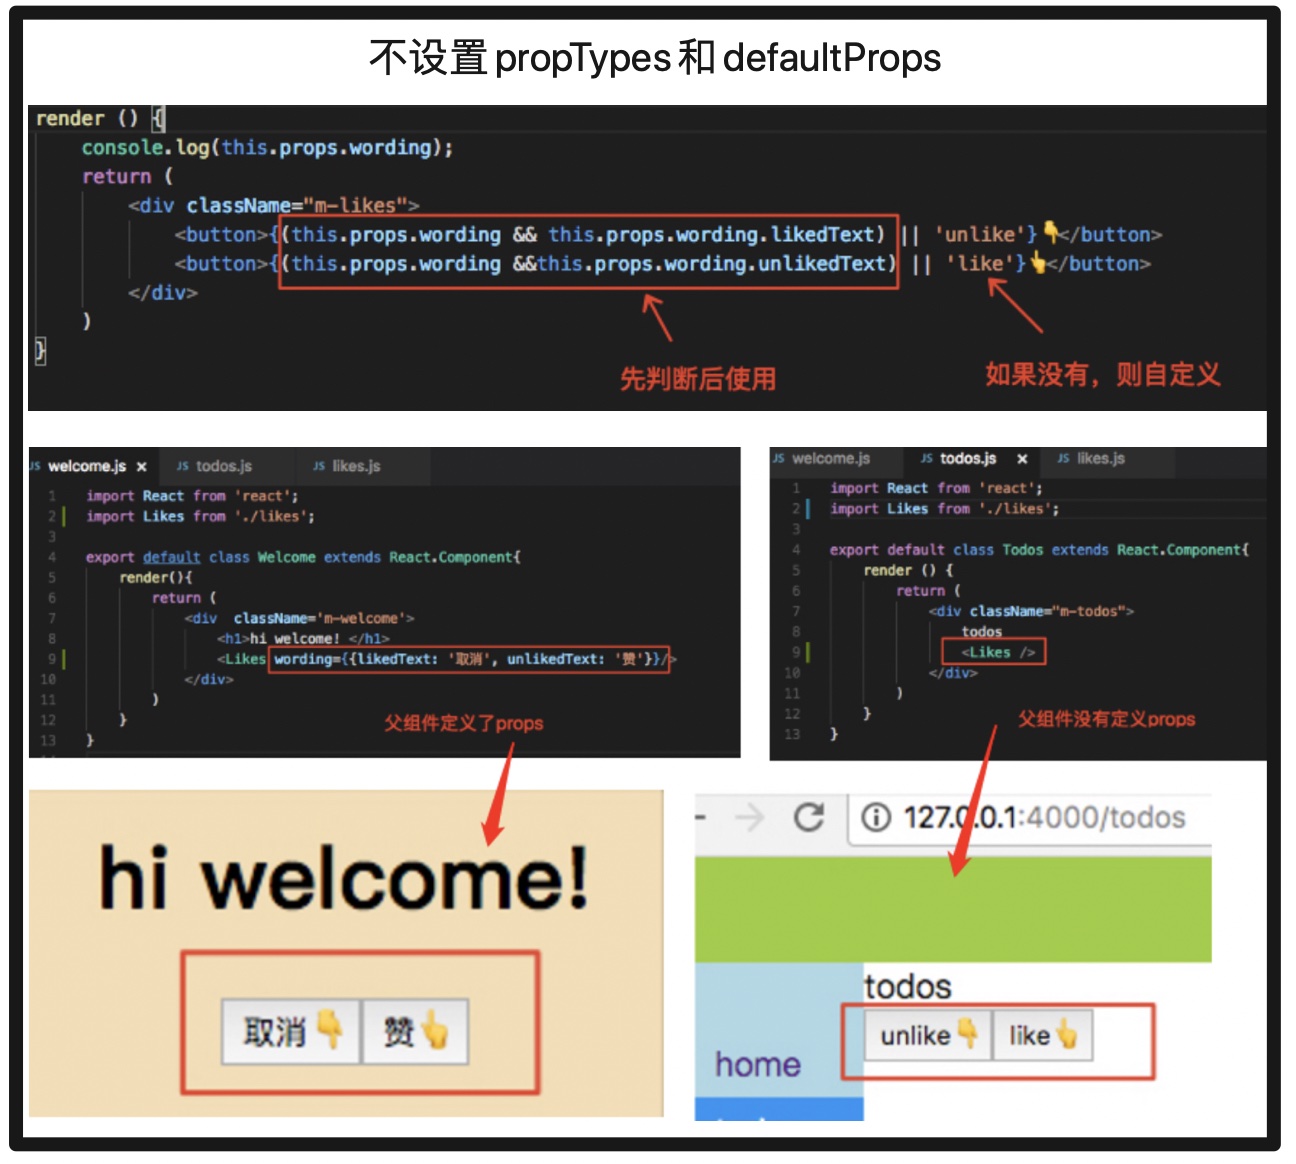 不设置 propTypes 和 defaultProps
render () {
console.log(this.props.wording);
return (
<div className="m-likes">
<button>{(this.props.wording && this.props.wording.likedText) || 'unlike'}👇</button>
<button>{(this.props.wording &&this.props.wording.unlikedText) || 'like'}👆</button>
</div>
)
}
先判断后使用
如果没有，则自定义
JS welcome.js × JS todos.js JS likes.js
1 import React from 'react';
2 import Likes from './likes';
3
4 export default class Welcome extends React.Component{
5 render(){
6 return (
7 <div  className='m-welcome'>
8 <h1>hi welcome! </h1>
9 <Likes wording={{likedText: '取消', unlikedText: '赞'}}/>
10 </div>
11 )
12 }
13 }
父组件定义了props
JS welcome.js JS todos.js × JS likes.js
1 import React from 'react';
2 import Likes from './likes';
3
4 export default class Todos extends React.Component{
5 render () {
6 return (
7 <div className="m-todos">
8 todos
9 <Likes />
10 </div>
11 )
12 }
13 }
父组件没有定义props
hi welcome!
取消👇 赞👆
127.0.0.1:4000/todos
todos
unlike👇 like👆
home